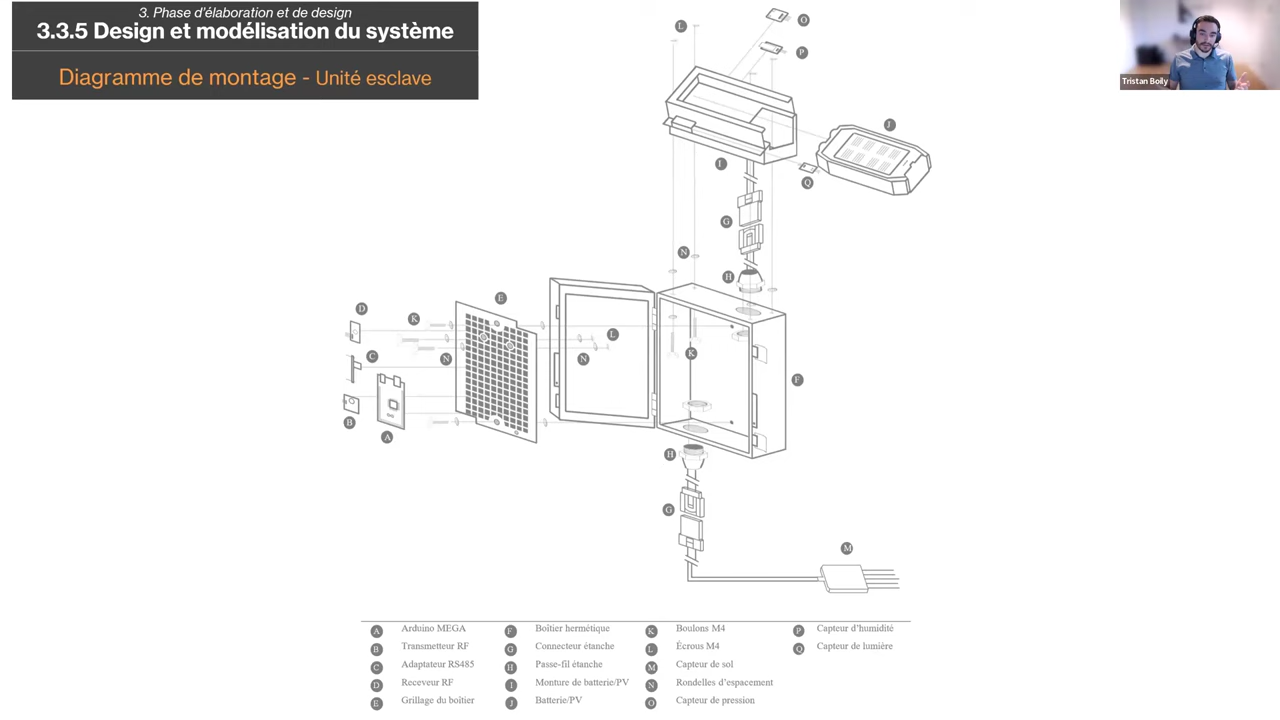 3. Phase d'élaboration et de design
3.3.5 Design et modélisation du système
Diagramme de montage - Unité esclave
Tristan Boily
L
O
P
J
I
Q
G
N
H
E
D
K
L
C
N
N
K
F
B
A
H
G
M
A Arduino MEGA
B Transmetteur RF
C Adaptateur RS485
D Receveur RF
E Grillage du boîtier
F Boîtier hermétique
G Connecteur étanche
H Passe-fil étanche
I Monture de batterie/PV
J Batterie/PV
K Boulons M4
L Écrous M4
M Capteur de sol
N Rondelles d'espacement
O Capteur de pression
P Capteur d'humidité
Q Capteur de lumière